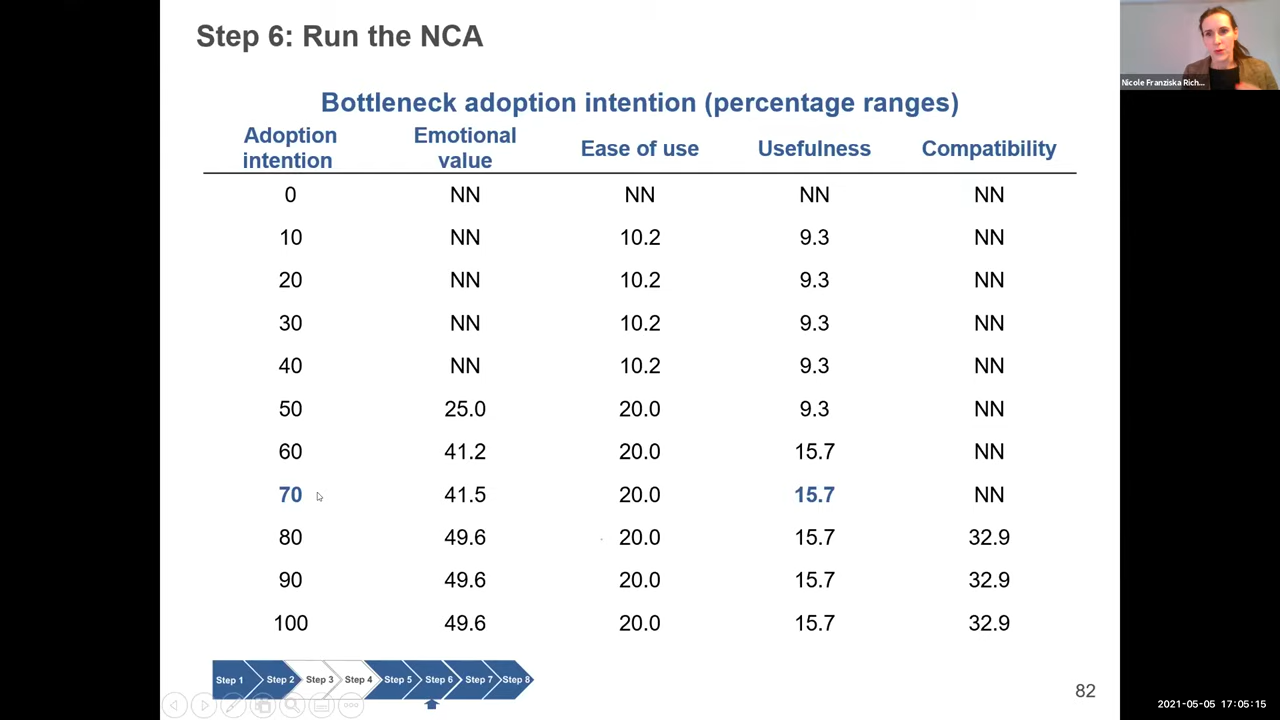 Step 6: Run the NCA
Nicole Franziska Rich...
Bottleneck adoption intention (percentage ranges)
Adoption intention Emotional value Ease of use Usefulness Compatibility
0 NN NN NN NN
10 NN 10.2 9.3 NN
20 NN 10.2 9.3 NN
30 NN 10.2 9.3 NN
40 NN 10.2 9.3 NN
50 25.0 20.0 9.3 NN
60 41.2 20.0 15.7 NN
70 41.5 20.0 15.7 NN
80 49.6 20.0 15.7 32.9
90 49.6 20.0 15.7 32.9
100 49.6 20.0 15.7 32.9
Step 1 Step 2 Step 3 Step 4 Step 5 Step 6 Step 7 Step 8
82
2021-05-05 17:05:15